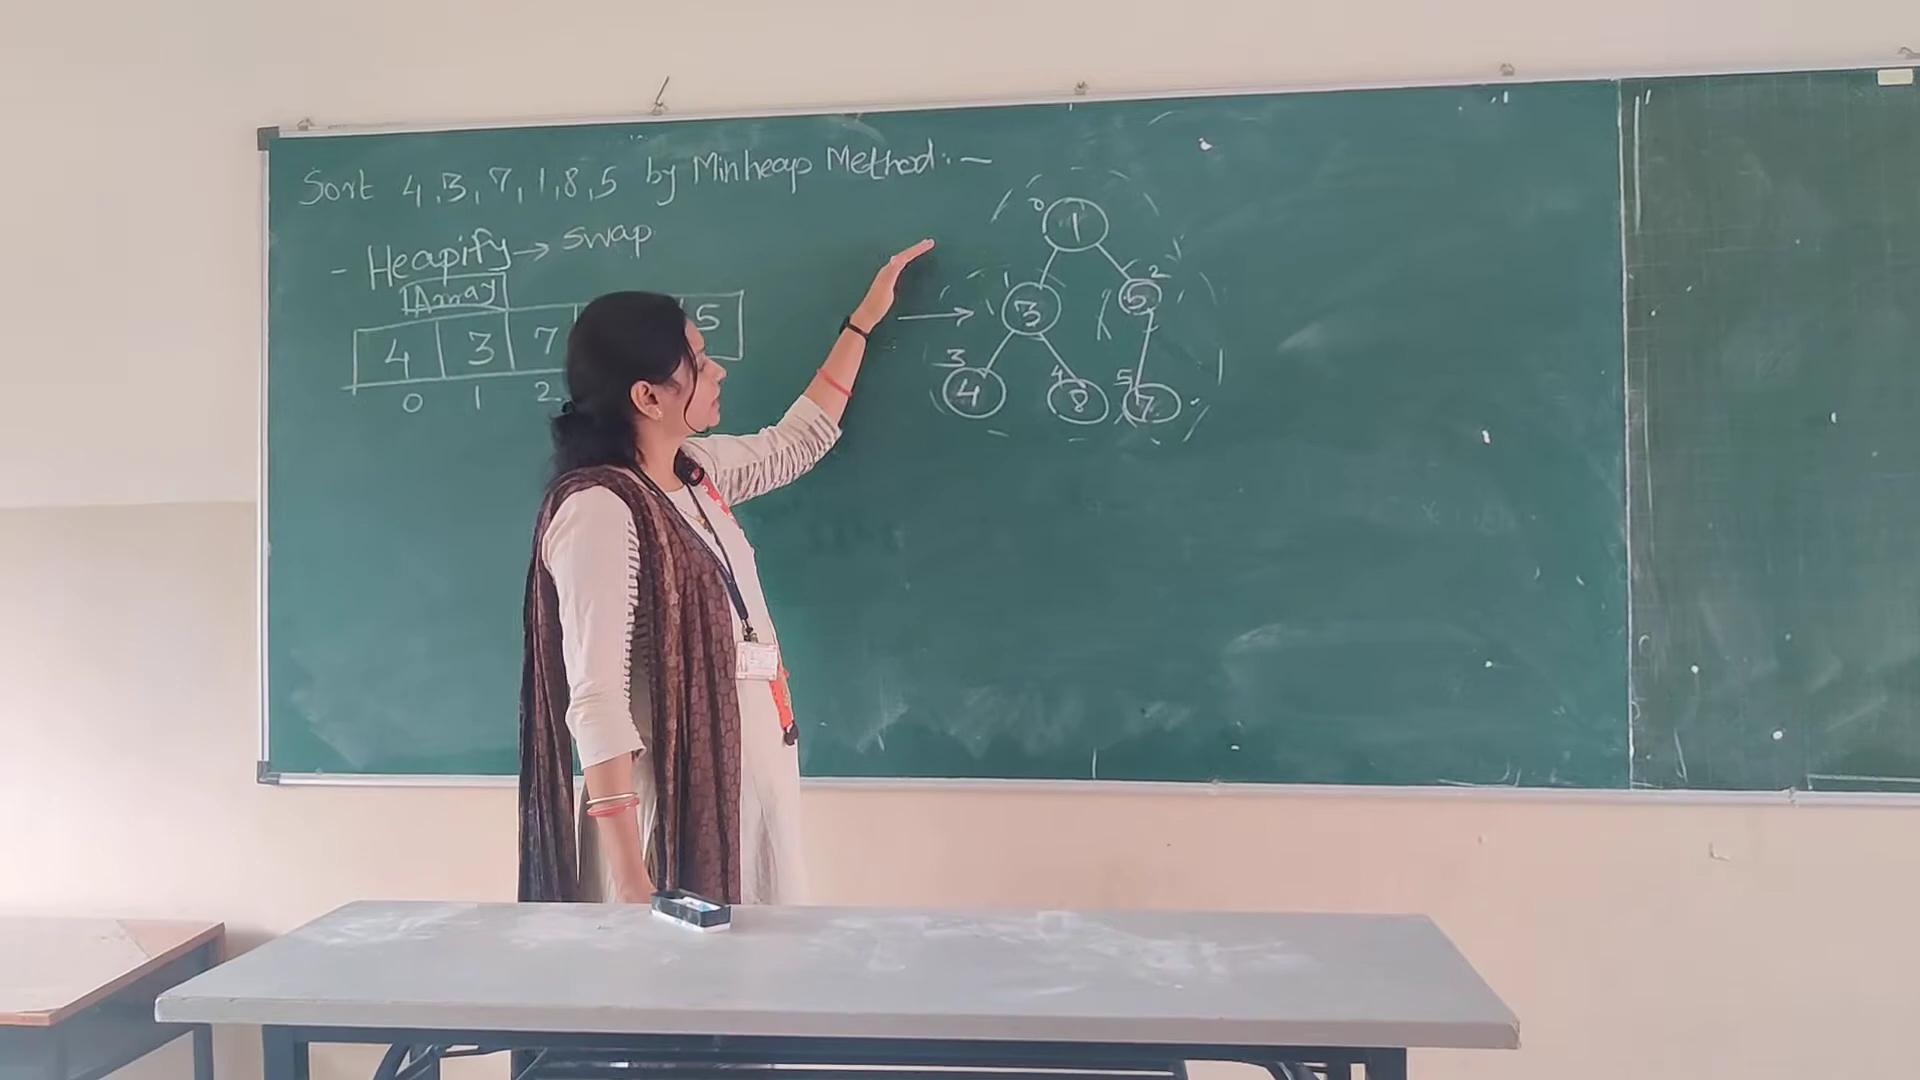 Sort 4,3,7,1,8,5 by Minheap Method:-
- Heapify → swap
Array
4 3 7 5
0 1 2
0
1
1 2
3 5
3 4 5
4 8 7